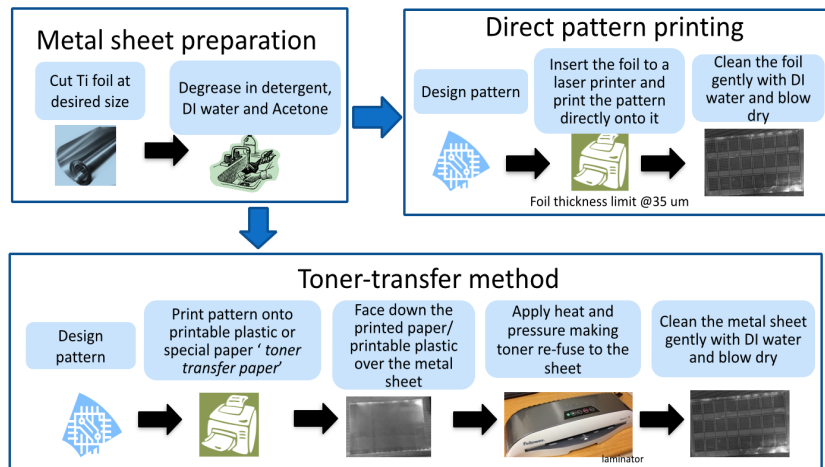 Metal sheet preparation
Cut Ti foil at
desired size
Degrease in detergent,
DI water and Acetone
Direct pattern printing
Design pattern
Insert the foil to a
laser printer and
print the pattern
directly onto it
Clean the foil
gently with DI
water and blow
dry
Foil thickness limit @35 um
Toner-transfer method
Design
pattern
Print pattern onto
printable plastic or
special paper ‘ toner
transfer paper’
Face down the
printed paper/
printable plastic
over the metal
sheet
Apply heat and
pressure making
toner re-fuse to the
sheet
Clean the metal sheet
gently with DI water
and blow dry
Fellowes
laminator